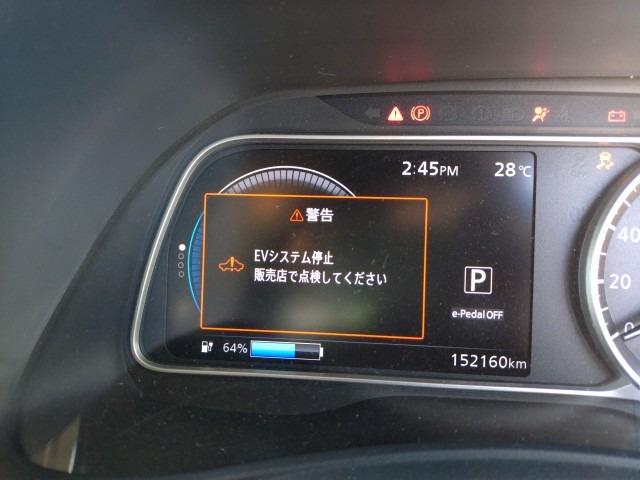 2:45PM 28℃
警告
EVシステム停止
販売店で点検してください
P
e-Pedal OFF
64%
152160km
40
20
0